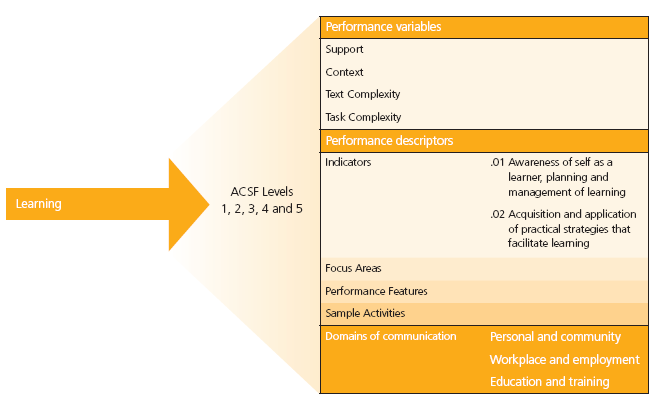 Learning
ACSF Levels
1, 2, 3, 4 and 5
Performance variables
Support
Context
Text Complexity
Task Complexity
Performance descriptors
Indicators
.01 Awareness of self as a
learner, planning and
management of learning
.02 Acquisition and application
of practical strategies that
facilitate learning
Focus Areas
Performance Features
Sample Activities
Domains of communication
Personal and community
Workplace and employment
Education and training